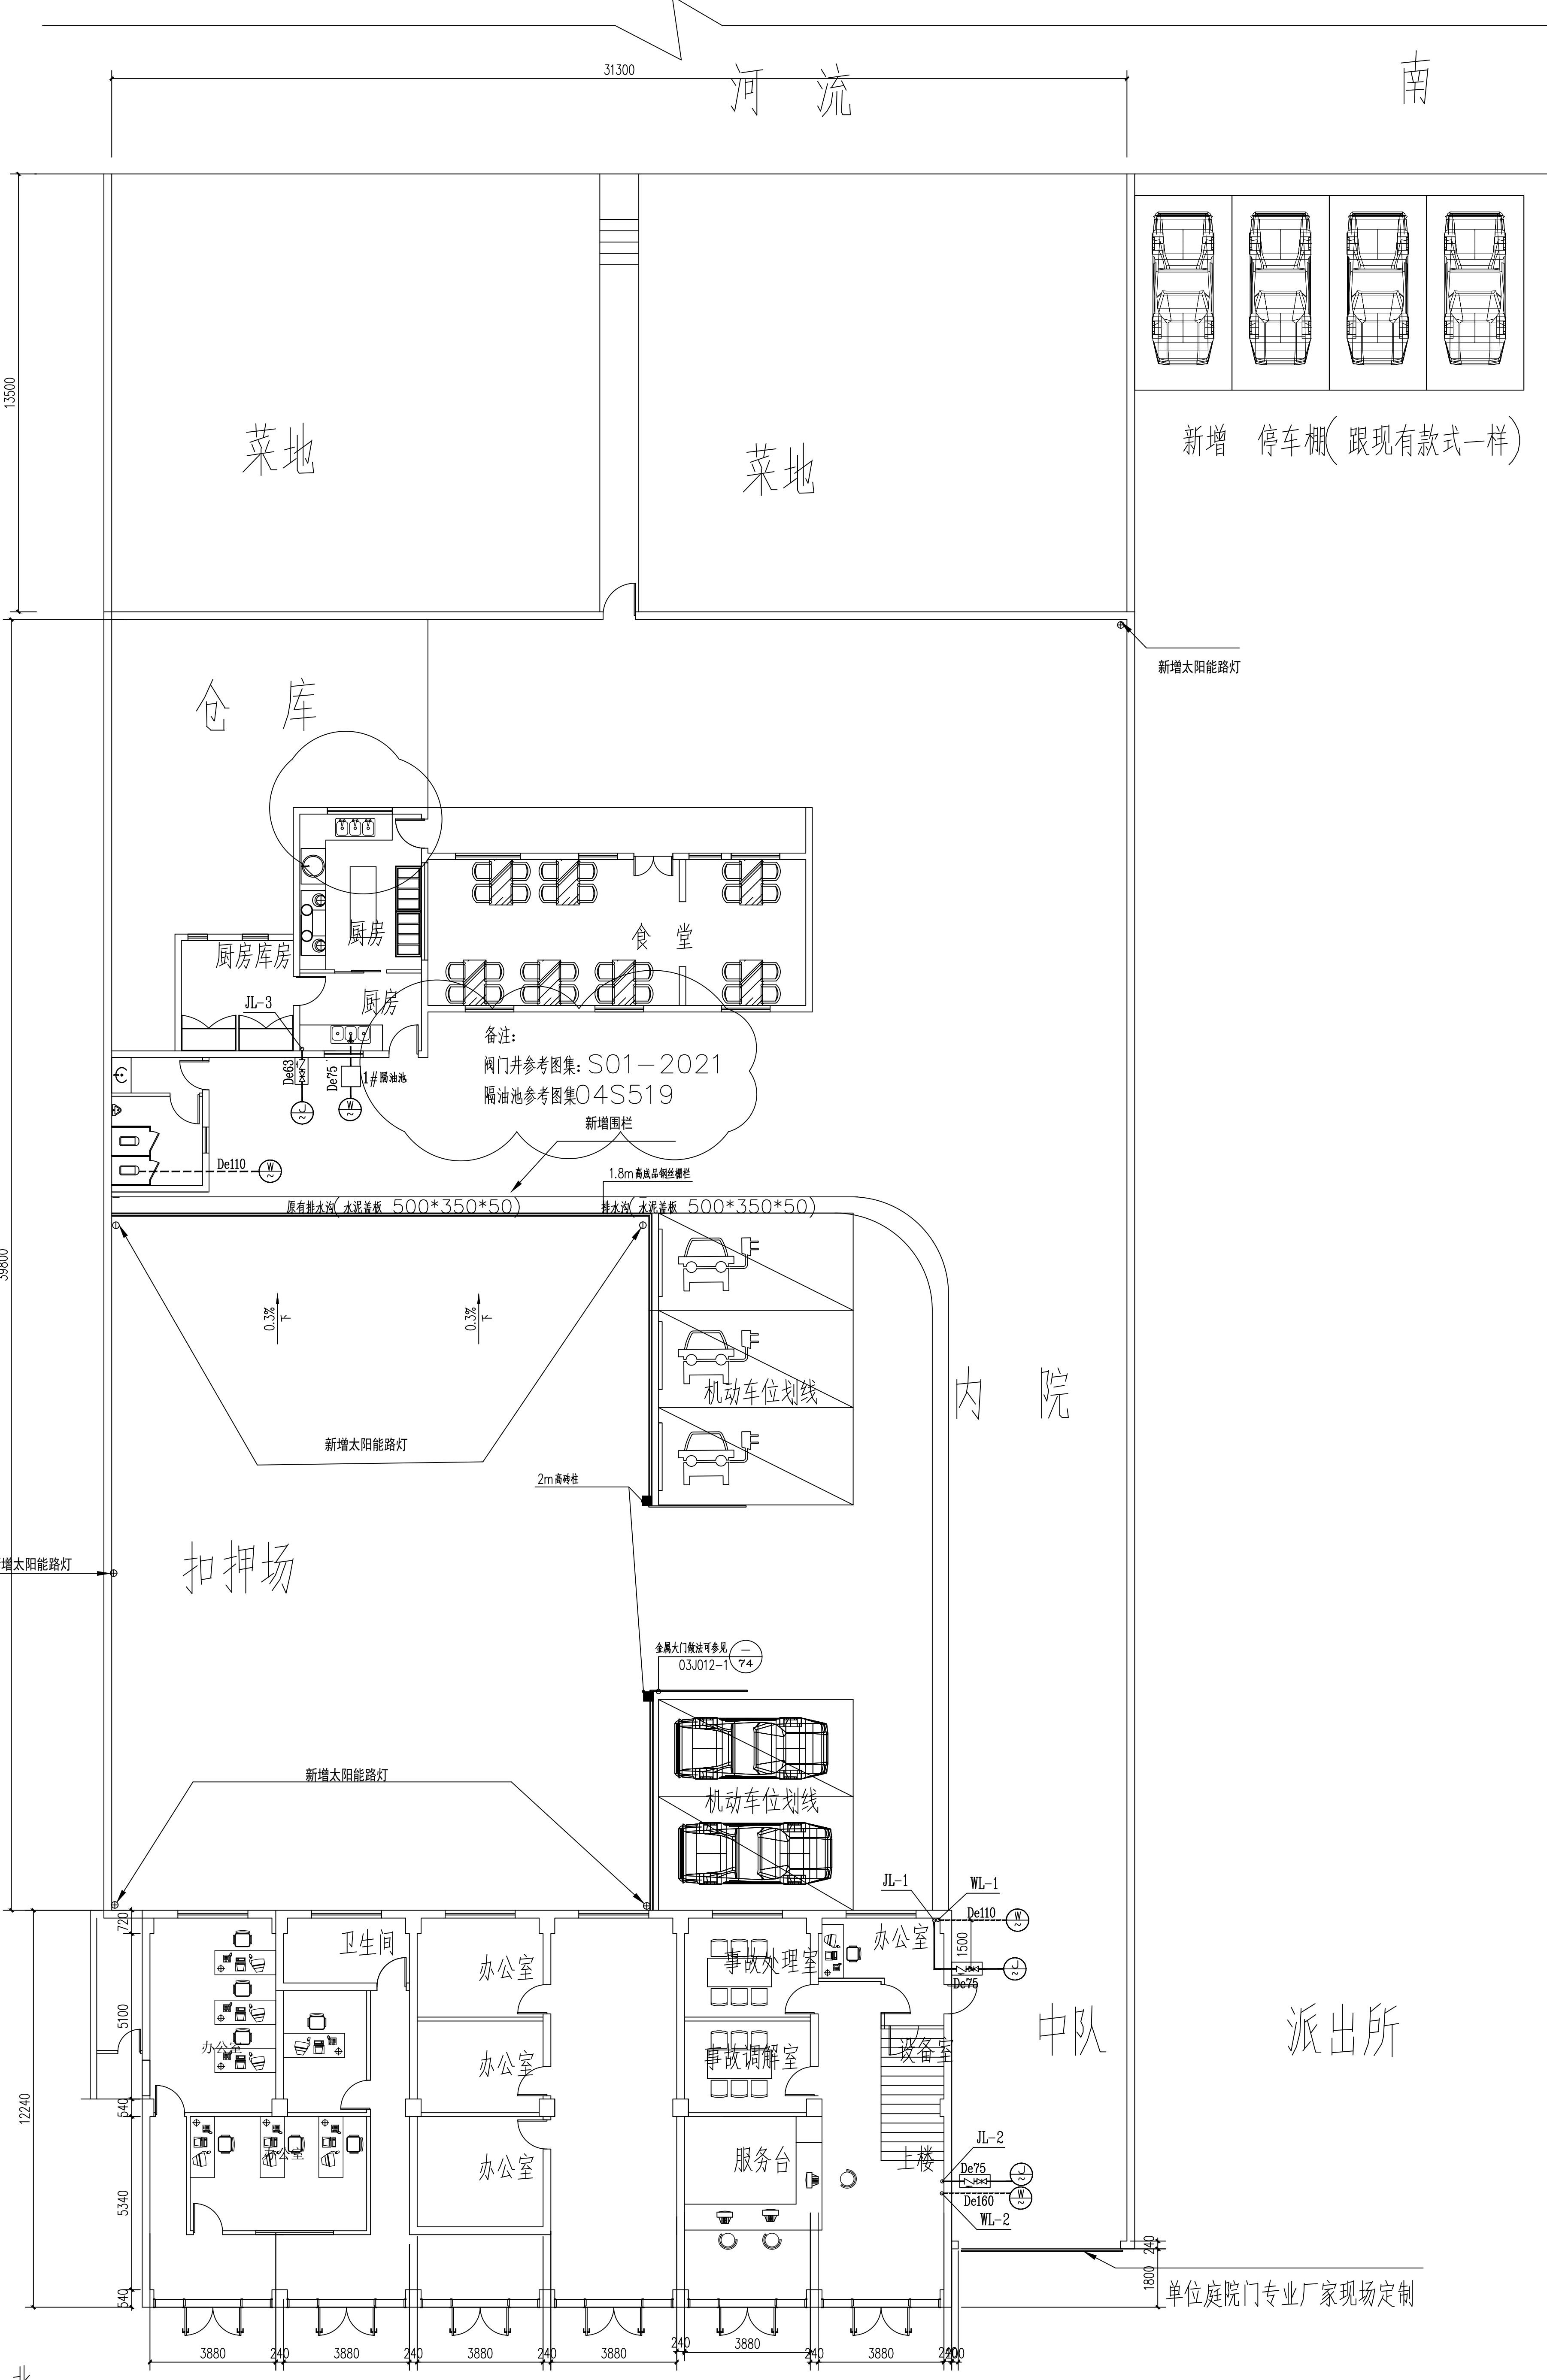 31300
河 流
南
13500
菜地
菜地
新增 停车棚(跟现有款式一样)
新增太阳能路灯
仓 库
厨房
食 堂
厨房库房
厨房
JL-3
备注:
阀门井参考图集: S01-2021
隔油池参考图集04S519
De63
De75
1#隔油池
J
W
新增围栏
De110
W
1.8m高成品钢丝栅栏
原有排水沟(水泥盖板 500*350*50)
排水沟(水泥盖板 500*350*50)
39800
0.3%
下
0.3%
下
机动车位划线
内 院
新增太阳能路灯
2m高砖柱
扣押场
增太阳能路灯
金属大门做法可参见
03J012-1
—
74
新增太阳能路灯
机动车位划线
JL-1
WL-1
De110
W
1500
J
De75
720
卫生间
办公室
事故处理室
办公室
5100
办公室
办公室
事故调解室
设备室
中队
派出所
12240
540
办公室
办公室
服务台
上楼
JL-2
De75
J
De160
W
WL-2
5340
240
1800
单位庭院门专业厂家现场定制
540
3880
240
3880
240
3880
240
3880
240
3880
240
3880
北